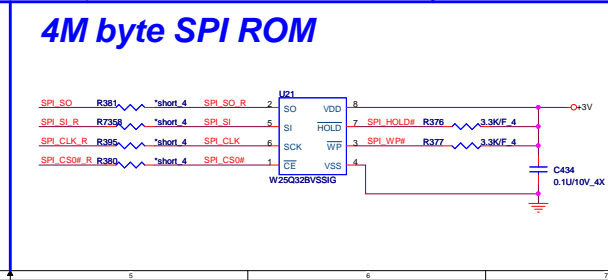 4M byte SPI ROM
U21
SPI_SO R381 *short_4 SPI_SO_R 2 SO VDD 8 +3V
SPI_SI_R R7358 *short_4 SPI_SI 5 SI HOLD 7 SPI_HOLD# R376 3.3K/F_4
SPI_CLK_R R395 *short_4 SPI_CLK 6 SCK WP 3 SPI_WP# R377 3.3K/F_4
SPI_CS0#_R R380 *short_4 SPI_CS0# 1 CE VSS 4
W25Q32BVSSIG
C434
0.1U/10V_4X
5 6 7